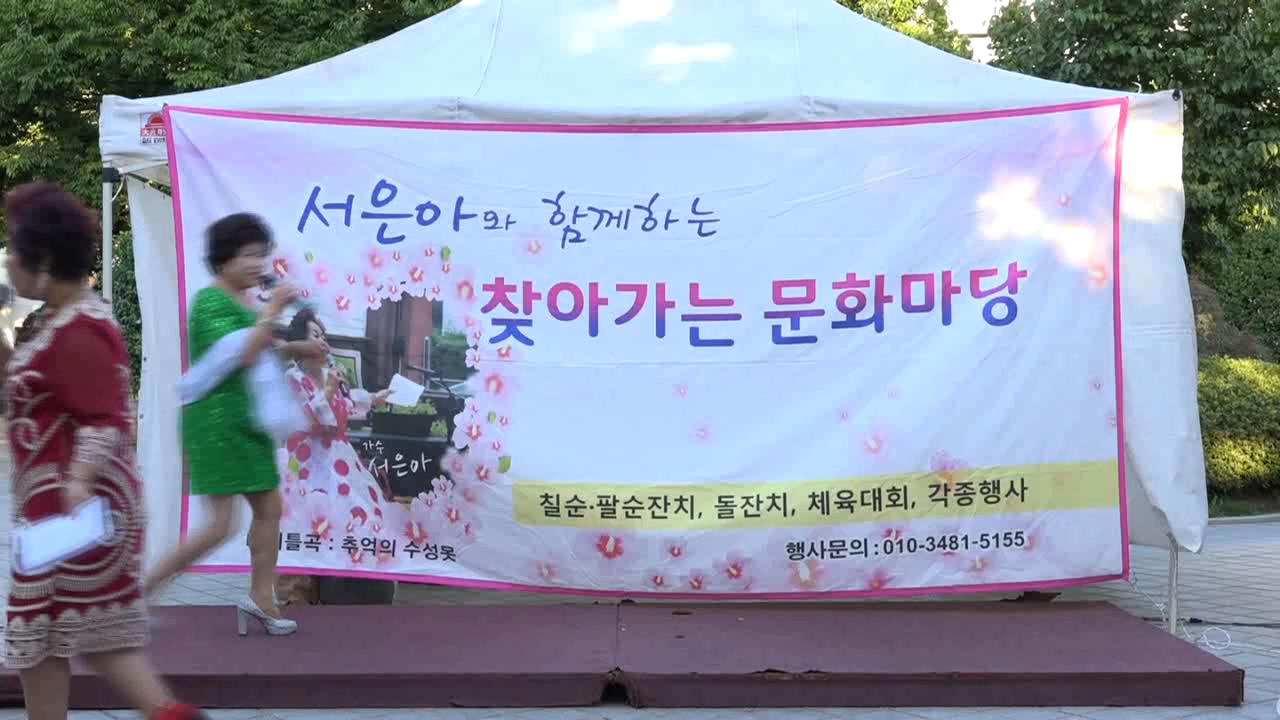 서은아와 함께하는
찾아가는 문화마당
가수
서은아
칠순·팔순잔치, 돌잔치, 체육대회, 각종행사
틀곡 : 추억의 수성못
행사문의 : 010-3481-5155